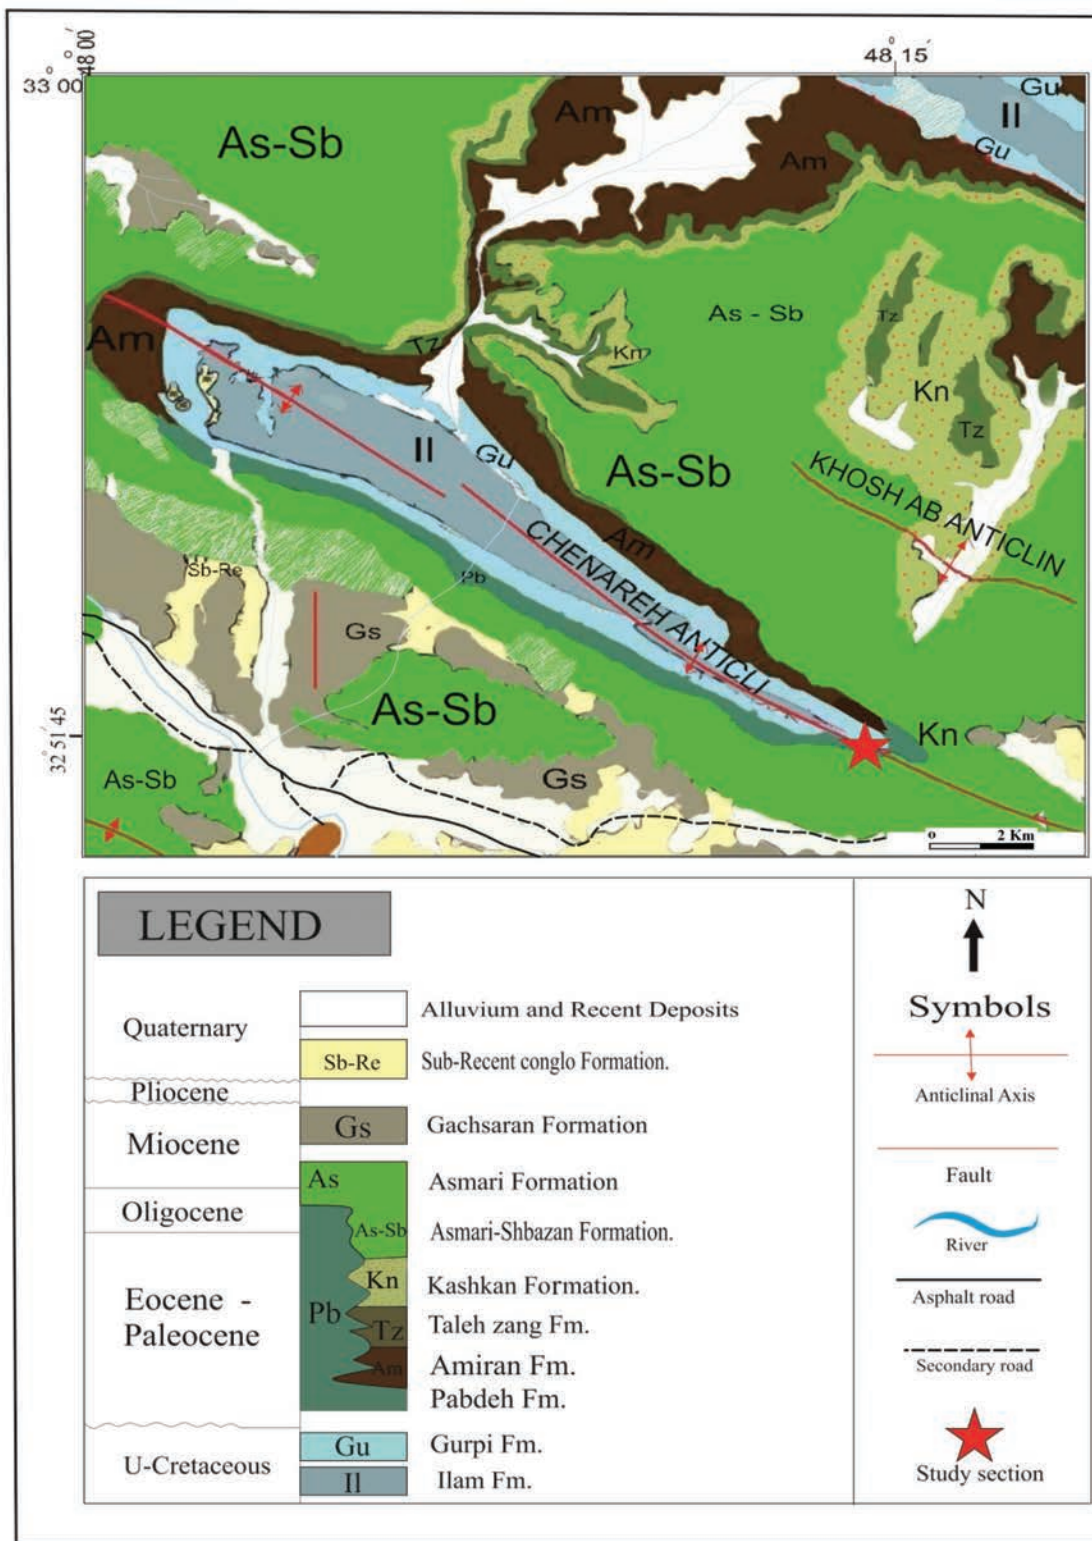 48 00
48° 15′
33° 00′
Gu
Il
Am
As-Sb
Gu
Am
As - Sb
Tz
Am
Tz
Kn
Kn
Tz
Il
Gu
As-Sb
KHOSH AB ANTICLIN
Am
CHENAREH ANTICLI
Pb
Sb-Re
Gs
As-Sb
Kn
32° 51′ 45
As-Sb
Gs
0 2 Km
LEGEND
Quaternary
Pliocene
Miocene
Oligocene
Eocene -
Paleocene
U-Cretaceous
Alluvium and Recent Deposits
Sb-Re Sub-Recent conglo Formation.
Gs Gachsaran Formation
As Asmari Formation
As-Sb Asmari-Shbazan Formation.
Kn Kashkan Formation.
Pb
Tz Taleh zang Fm.
Am Amiran Fm.
Pabdeh Fm.
Gu Gurpi Fm.
Il Ilam Fm.
N
Symbols
Anticlinal Axis
Fault
River
Asphalt road
Secondary road
Study section